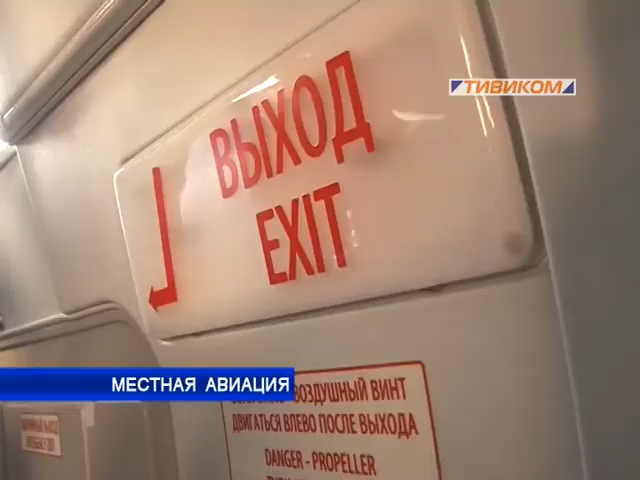 ТИВИКОМ
ВЫХОД
EXIT
МЕСТНАЯ АВИАЦИЯ
ВОЗДУШНЫЙ ВИНТ
ДВИГАТЬСЯ ВЛЕВО ПОСЛЕ ВЫХОДА
DANGER - PROPELLER